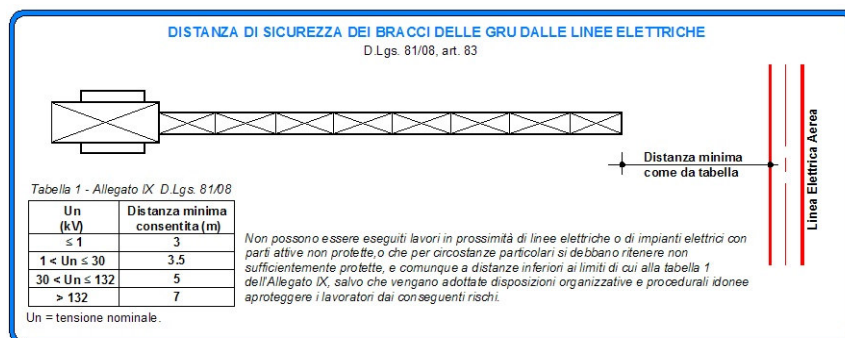 DISTANZA DI SICUREZZA DEI BRACCI DELLE GRU DALLE LINEE ELETTRICHE
D.Lgs. 81/08, art. 83
Distanza minima
come da tabella
Linea Elettrica Aerea
Tabella 1 - Allegato IX D.Lgs. 81/08
Un (kV) Distanza minima consentita (m)
≤ 1 3
1 < Un ≤ 30 3.5
30 < Un ≤ 132 5
> 132 7
Un = tensione nominale.
Non possono essere eseguiti lavori in prossimità di linee elettriche o di impianti elettrici con
parti attive non protette,o che per circostanze particolari si debbano ritenere non
sufficientemente protette, e comunque a distanze inferiori ai limiti di cui alla tabella 1
dell'Allegato IX, salvo che vengano adottate disposizioni organizzative e procedurali idonee
aproteggere i lavoratori dai conseguenti rischi.